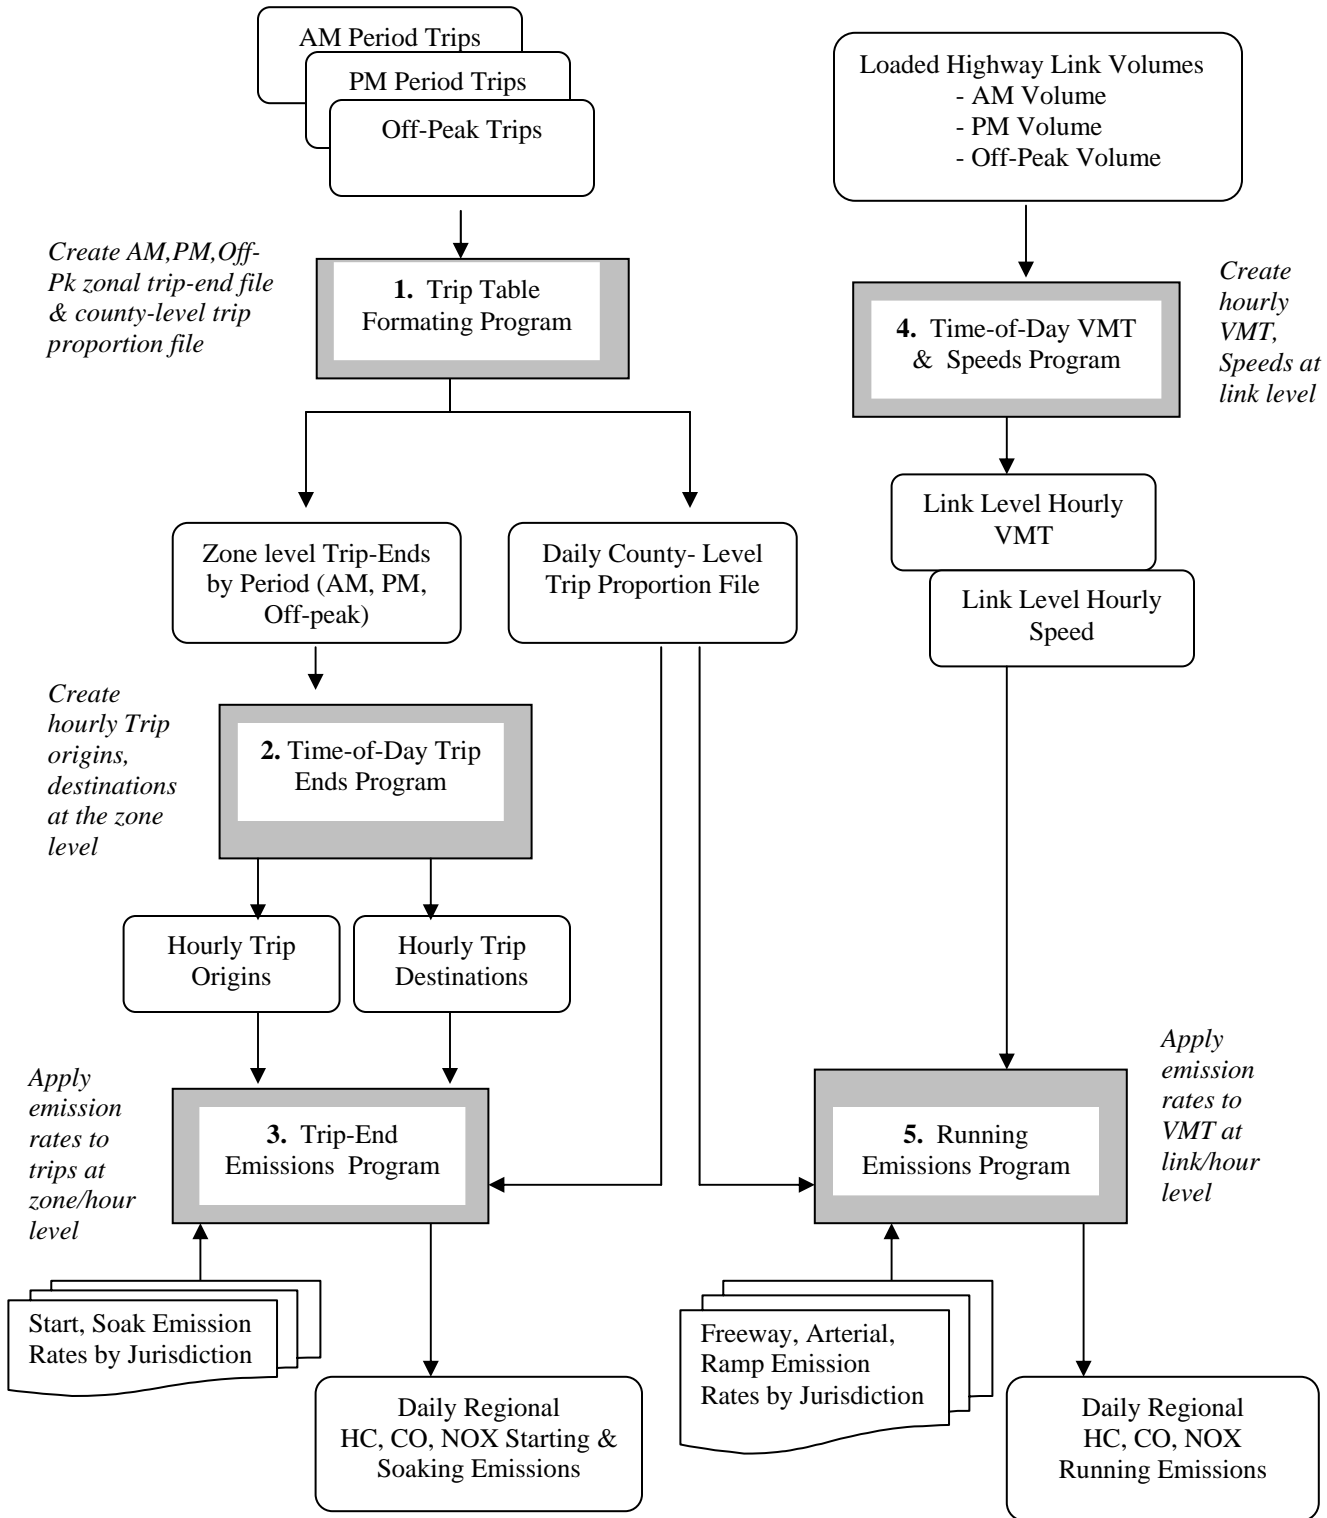 AM Period Trips
PM Period Trips
Off-Peak Trips
Loaded Highway Link Volumes
- AM Volume
- PM Volume
- Off-Peak Volume
Create AM,PM,Off-
Pk zonal trip-end file
& county-level trip
proportion file
1. Trip Table
Formating Program
4. Time-of-Day VMT
& Speeds Program
Create
hourly
VMT,
Speeds at
link level
Zone level Trip-Ends
by Period (AM, PM,
Off-peak)
Daily County- Level
Trip Proportion File
Link Level Hourly
VMT
Link Level Hourly
Speed
Create
hourly Trip
origins,
destinations
at the zone
level
2. Time-of-Day Trip
Ends Program
Hourly Trip
Origins
Hourly Trip
Destinations
Apply
emission
rates to
trips at
zone/hour
level
3. Trip-End
Emissions Program
5. Running
Emissions Program
Apply
emission
rates to
VMT at
link/hour
level
Start, Soak Emission
Rates by Jurisdiction
Freeway, Arterial,
Ramp Emission
Rates by Jurisdiction
Daily Regional
HC, CO, NOX Starting &
Soaking Emissions
Daily Regional
HC, CO, NOX
Running Emissions